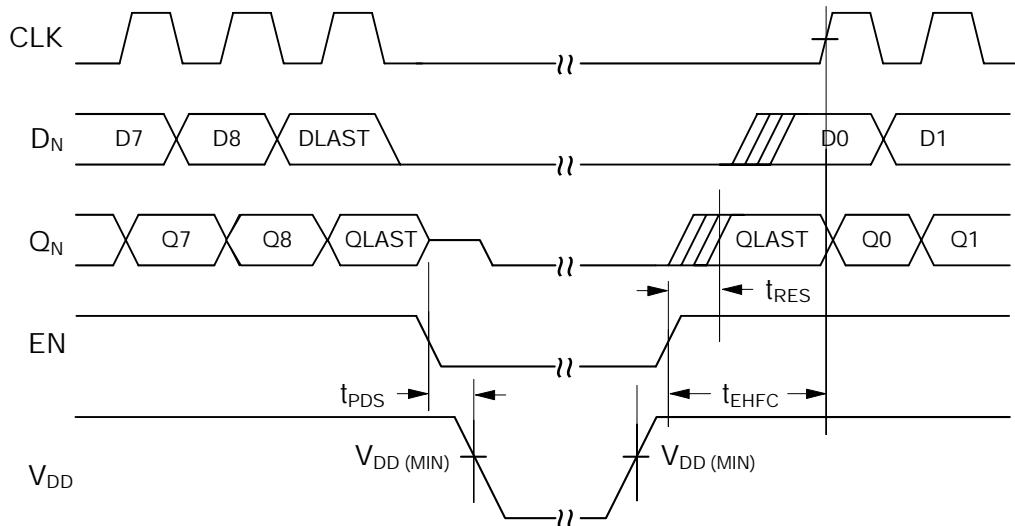 CLK
D7 D8 DLAST D0 D1
DN
Q7 Q8 QLAST QLAST Q0 Q1
QN
tRES
EN
tPDS tEHFC
VDD (MIN) VDD (MIN)
VDD